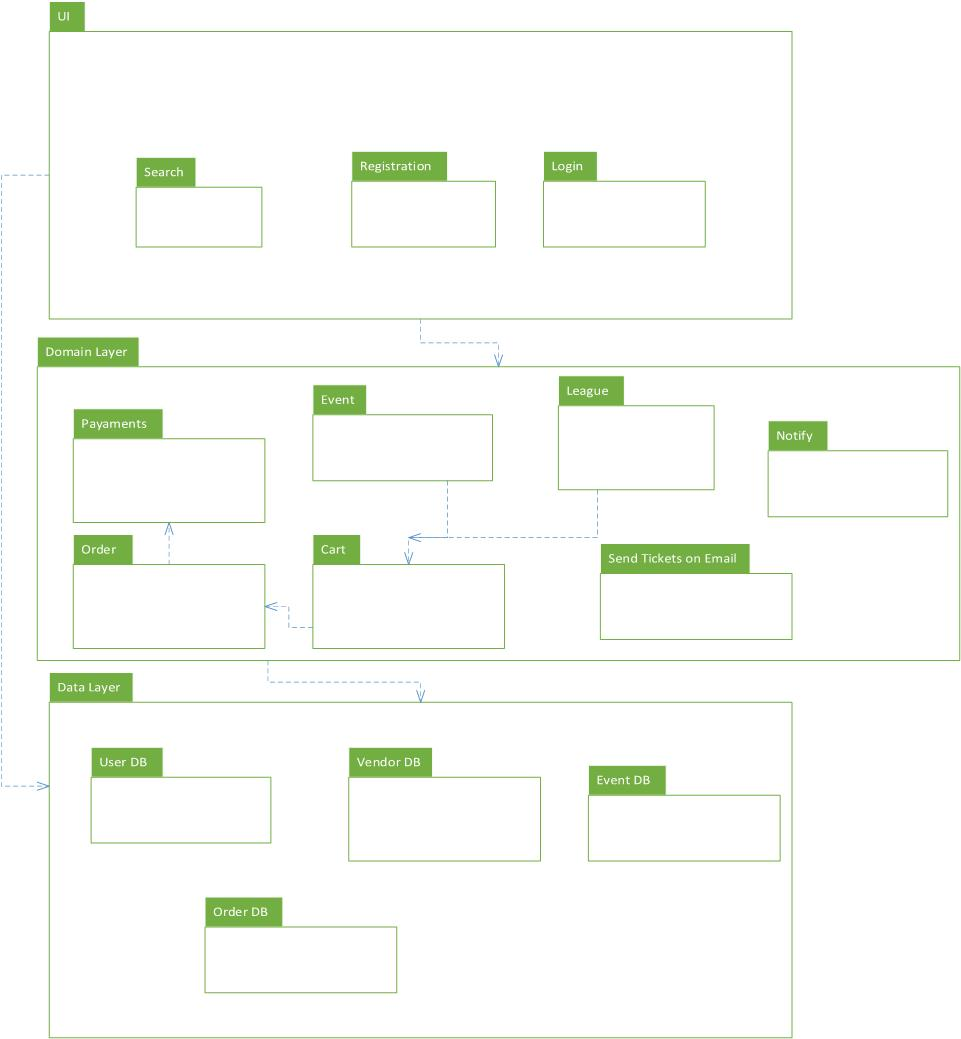 UI
Search
Registration
Login
Domain Layer
Payaments
Event
League
Notify
Order
Cart
Send Tickets on Email
Data Layer
User DB
Vendor DB
Event DB
Order DB